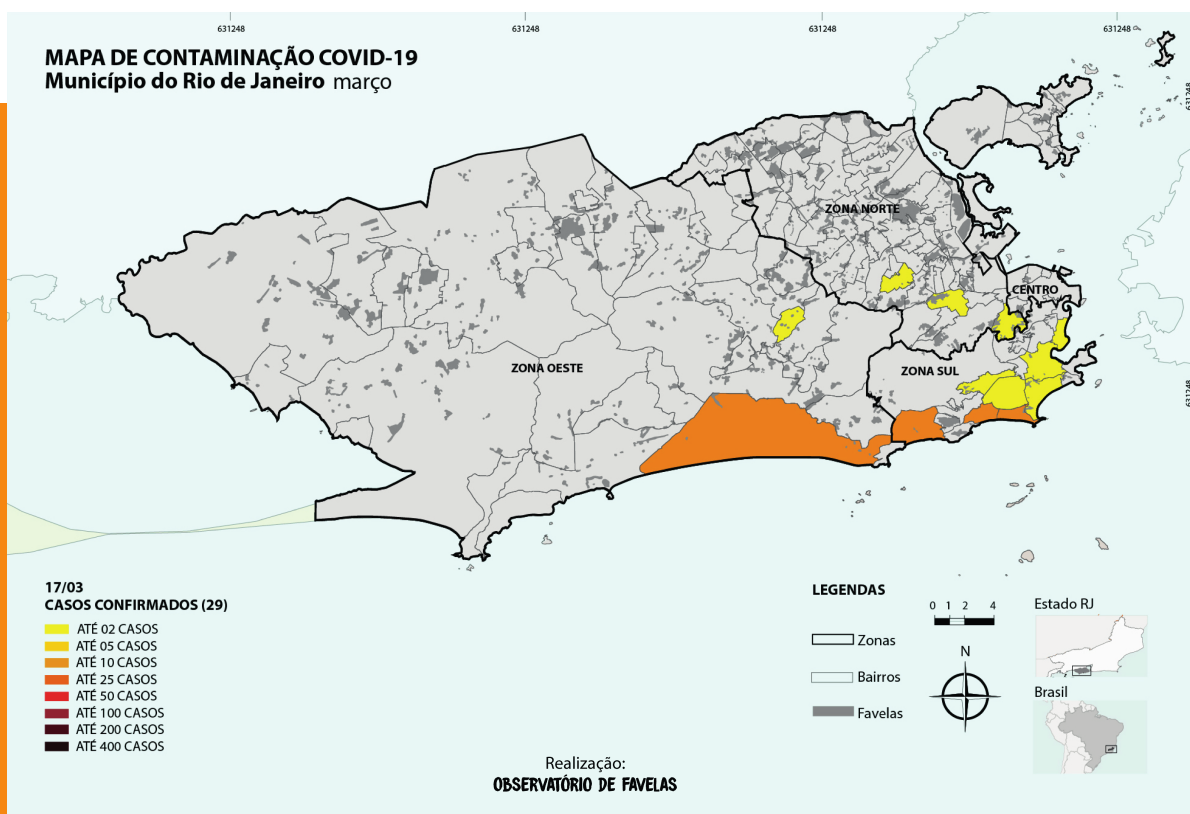 631248
631248
631248
631248
MAPA DE CONTAMINAÇÃO COVID-19
Município do Rio de Janeiro março
631248
ZONA NORTE
CENTRO
ZONA OESTE
ZONA SUL
631248
17/03
CASOS CONFIRMADOS (29)
ATÉ 02 CASOS
ATÉ 05 CASOS
ATÉ 10 CASOS
ATÉ 25 CASOS
ATÉ 50 CASOS
ATÉ 100 CASOS
ATÉ 200 CASOS
ATÉ 400 CASOS
LEGENDAS
Zonas
Bairros
Favelas
0 1 2 4
N
Estado RJ
Brasil
Realização:
OBSERVATÓRIO DE FAVELAS